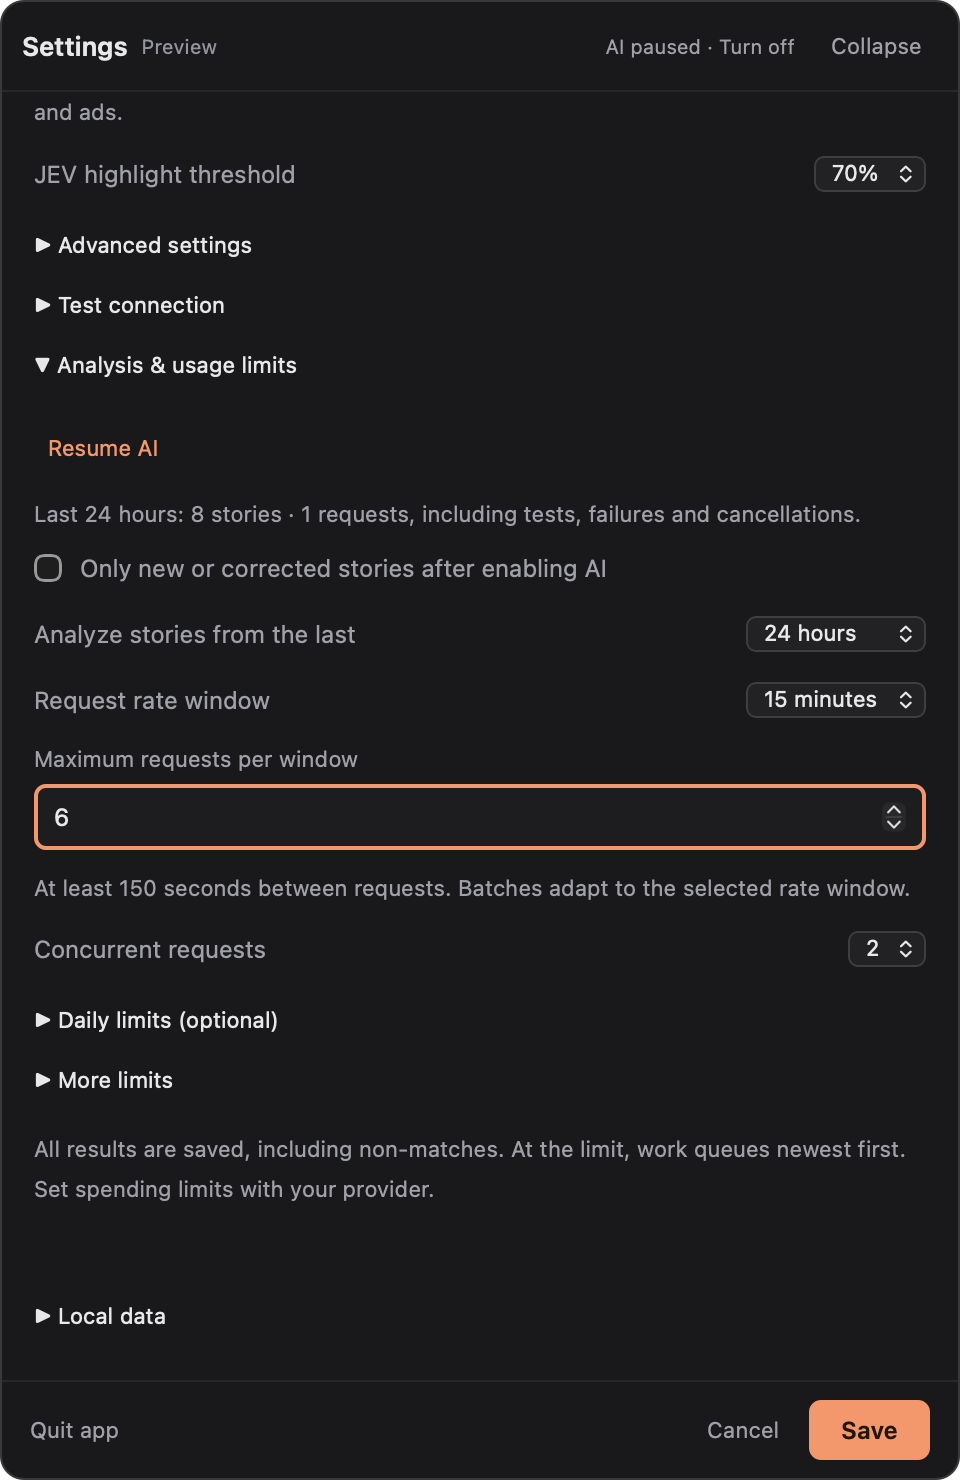 Settings Preview AI paused · Turn off Collapse
and ads.
JEV highlight threshold 70%
Advanced settings
Test connection
Analysis & usage limits
Resume AI
Last 24 hours: 8 stories · 1 requests, including tests, failures and cancellations.
Only new or corrected stories after enabling AI
Analyze stories from the last 24 hours
Request rate window 15 minutes
Maximum requests per window
6
At least 150 seconds between requests. Batches adapt to the selected rate window.
Concurrent requests 2
Daily limits (optional)
More limits
All results are saved, including non-matches. At the limit, work queues newest first.
Set spending limits with your provider.
Local data
Quit app Cancel Save